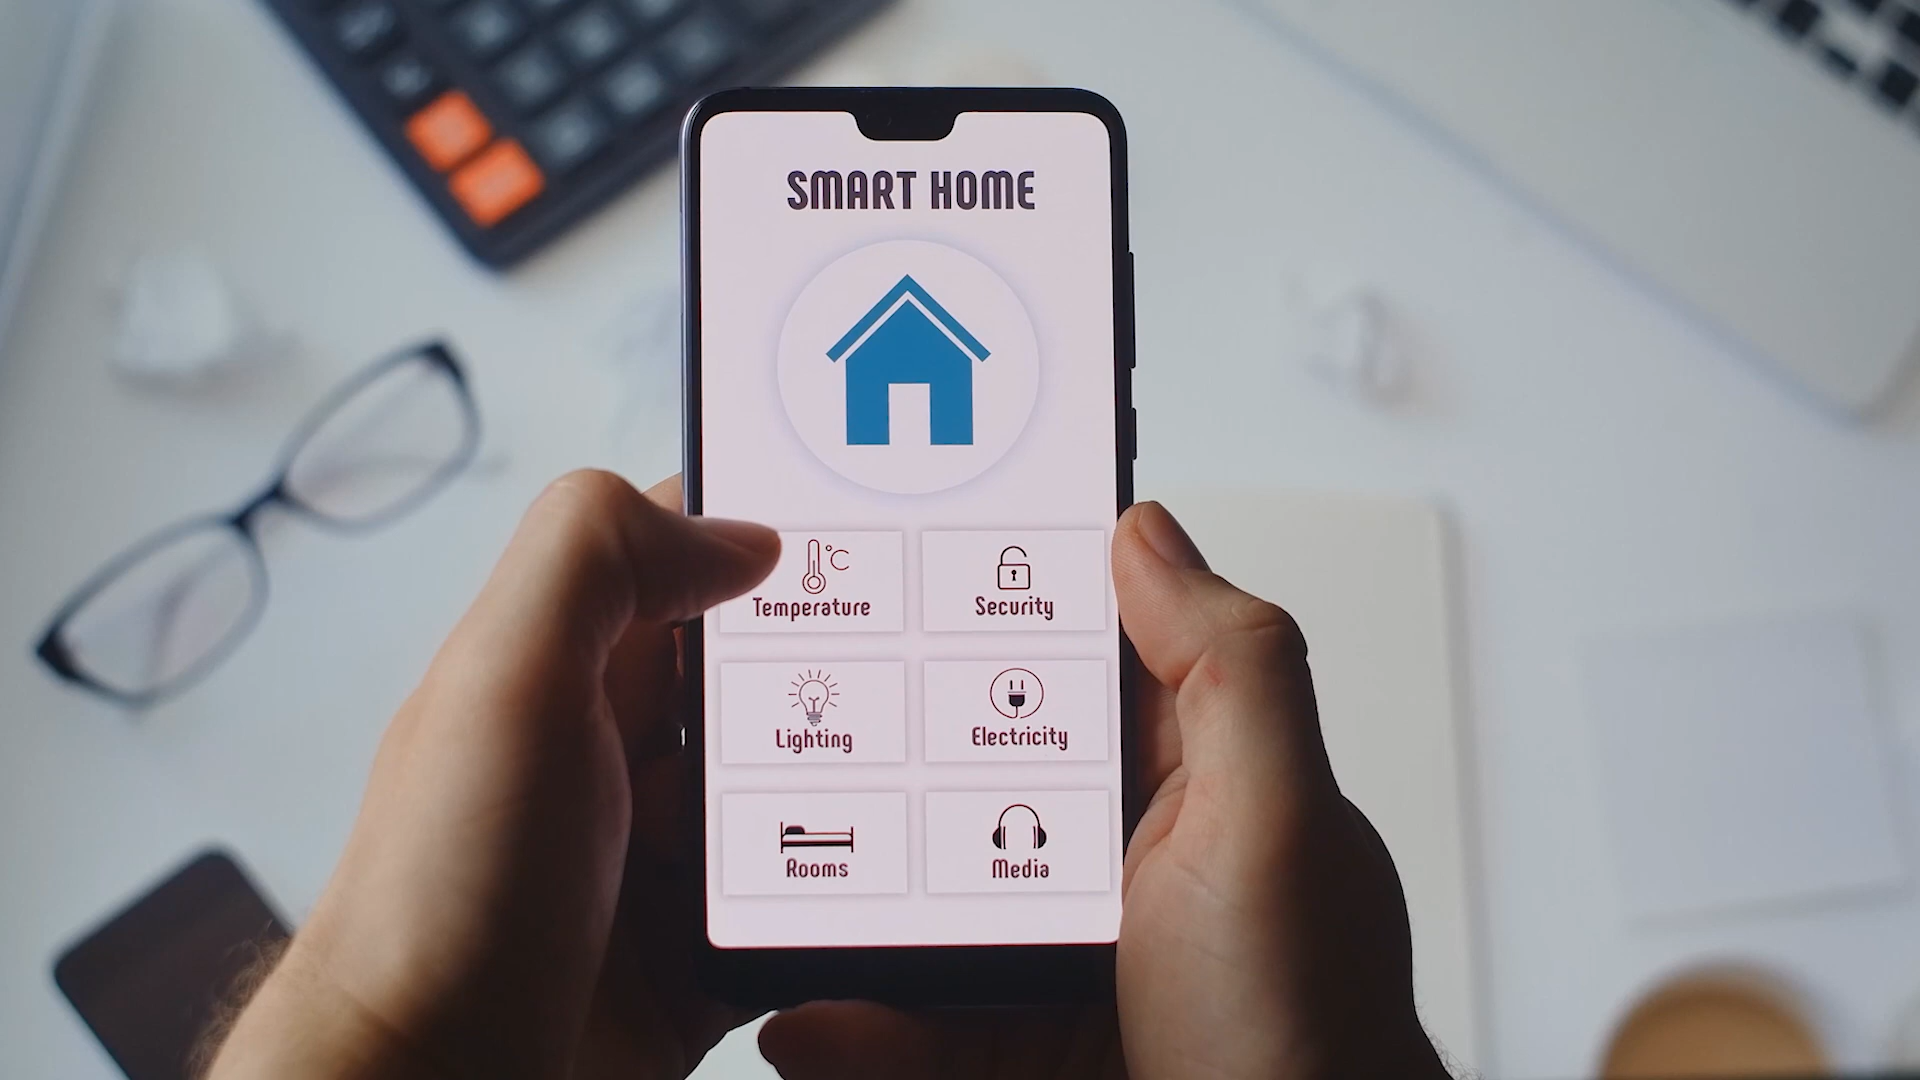 SMART HOME
°C
Temperature
Security
Lighting
Electricity
Rooms
Media